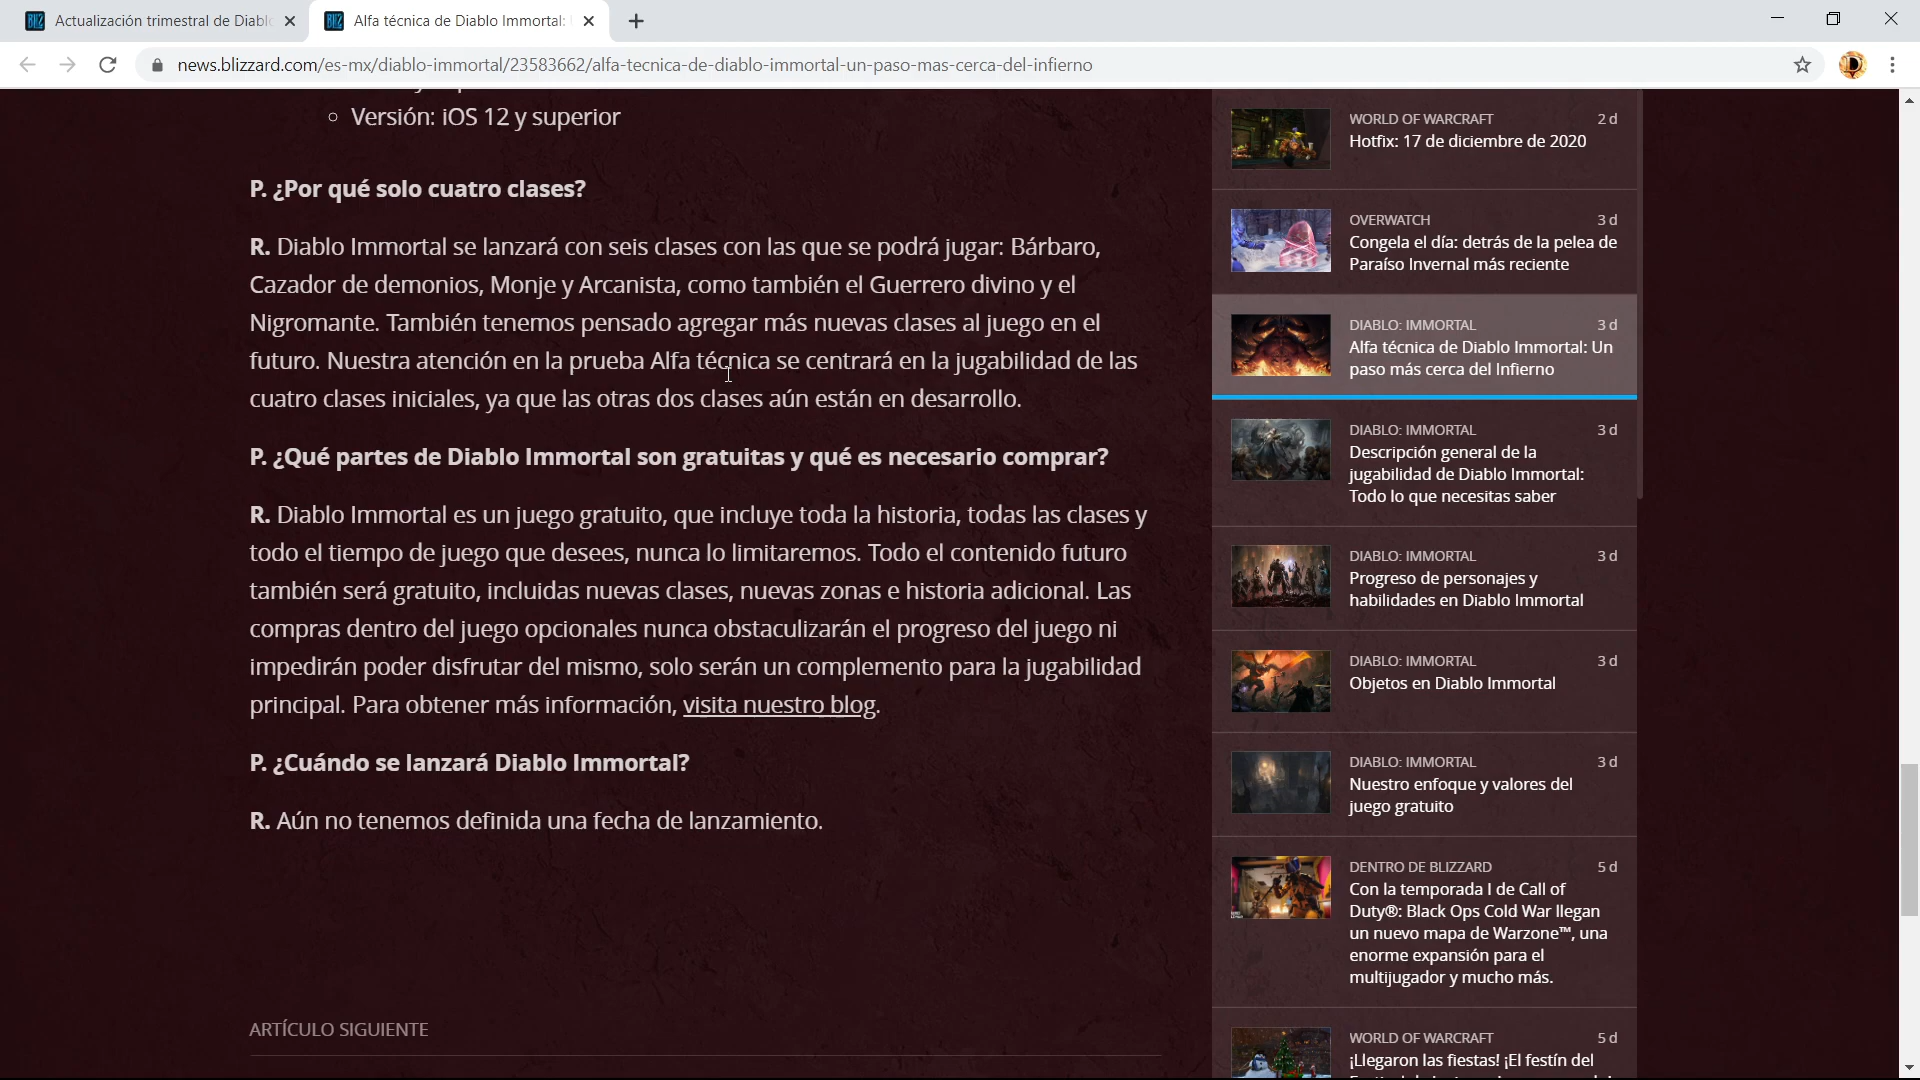 Actualización trimestral de Diabl
Alfa técnica de Diablo Immortal:
news.blizzard.com/es-mx/diablo-immortal/23583662/alfa-tecnica-de-diablo-immortal-un-paso-mas-cerca-del-infierno
Versión: iOS 12 y superior
P. ¿Por qué solo cuatro clases?
R. Diablo Immortal se lanzará con seis clases con las que se podrá jugar: Bárbaro,
Cazador de demonios, Monje y Arcanista, como también el Guerrero divino y el
Nigromante. También tenemos pensado agregar más nuevas clases al juego en el
futuro. Nuestra atención en la prueba Alfa técnica se centrará en la jugabilidad de las
cuatro clases iniciales, ya que las otras dos clases aún están en desarrollo.
P. ¿Qué partes de Diablo Immortal son gratuitas y qué es necesario comprar?
R. Diablo Immortal es un juego gratuito, que incluye toda la historia, todas las clases y
todo el tiempo de juego que desees, nunca lo limitaremos. Todo el contenido futuro
también será gratuito, incluidas nuevas clases, nuevas zonas e historia adicional. Las
compras dentro del juego opcionales nunca obstaculizarán el progreso del juego ni
impedirán poder disfrutar del mismo, solo serán un complemento para la jugabilidad
principal. Para obtener más información, visita nuestro blog.
P. ¿Cuándo se lanzará Diablo Immortal?
R. Aún no tenemos definida una fecha de lanzamiento.
ARTÍCULO SIGUIENTE
WORLD OF WARCRAFT 2 d
Hotfix: 17 de diciembre de 2020
OVERWATCH 3 d
Congela el día: detrás de la pelea de
Paraíso Invernal más reciente
DIABLO: IMMORTAL 3 d
Alfa técnica de Diablo Immortal: Un
paso más cerca del Infierno
DIABLO: IMMORTAL 3 d
Descripción general de la
jugabilidad de Diablo Immortal:
Todo lo que necesitas saber
DIABLO: IMMORTAL 3 d
Progreso de personajes y
habilidades en Diablo Immortal
DIABLO: IMMORTAL 3 d
Objetos en Diablo Immortal
DIABLO: IMMORTAL 3 d
Nuestro enfoque y valores del
juego gratuito
DENTRO DE BLIZZARD 5 d
Con la temporada I de Call of
Duty®: Black Ops Cold War llegan
un nuevo mapa de Warzone™, una
enorme expansión para el
multijugador y mucho más.
WORLD OF WARCRAFT 5 d
¡Llegaron las fiestas! ¡El festín del